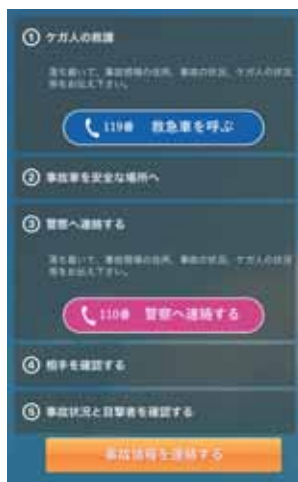 ① ケガ人の救護
落ち着いて、事故現場の住所、事故の状況、ケガ人の状況
等をお伝え下さい。
119番 救急車を呼ぶ
② 事故車を安全な場所へ
③ 警察へ連絡する
落ち着いて、事故現場の住所、事故の状況、ケガ人の状況
等をお伝え下さい。
110番 警察へ連絡する
④ 相手を確認する
⑤ 事故状況と目撃者を確認する
事故情報を連絡する